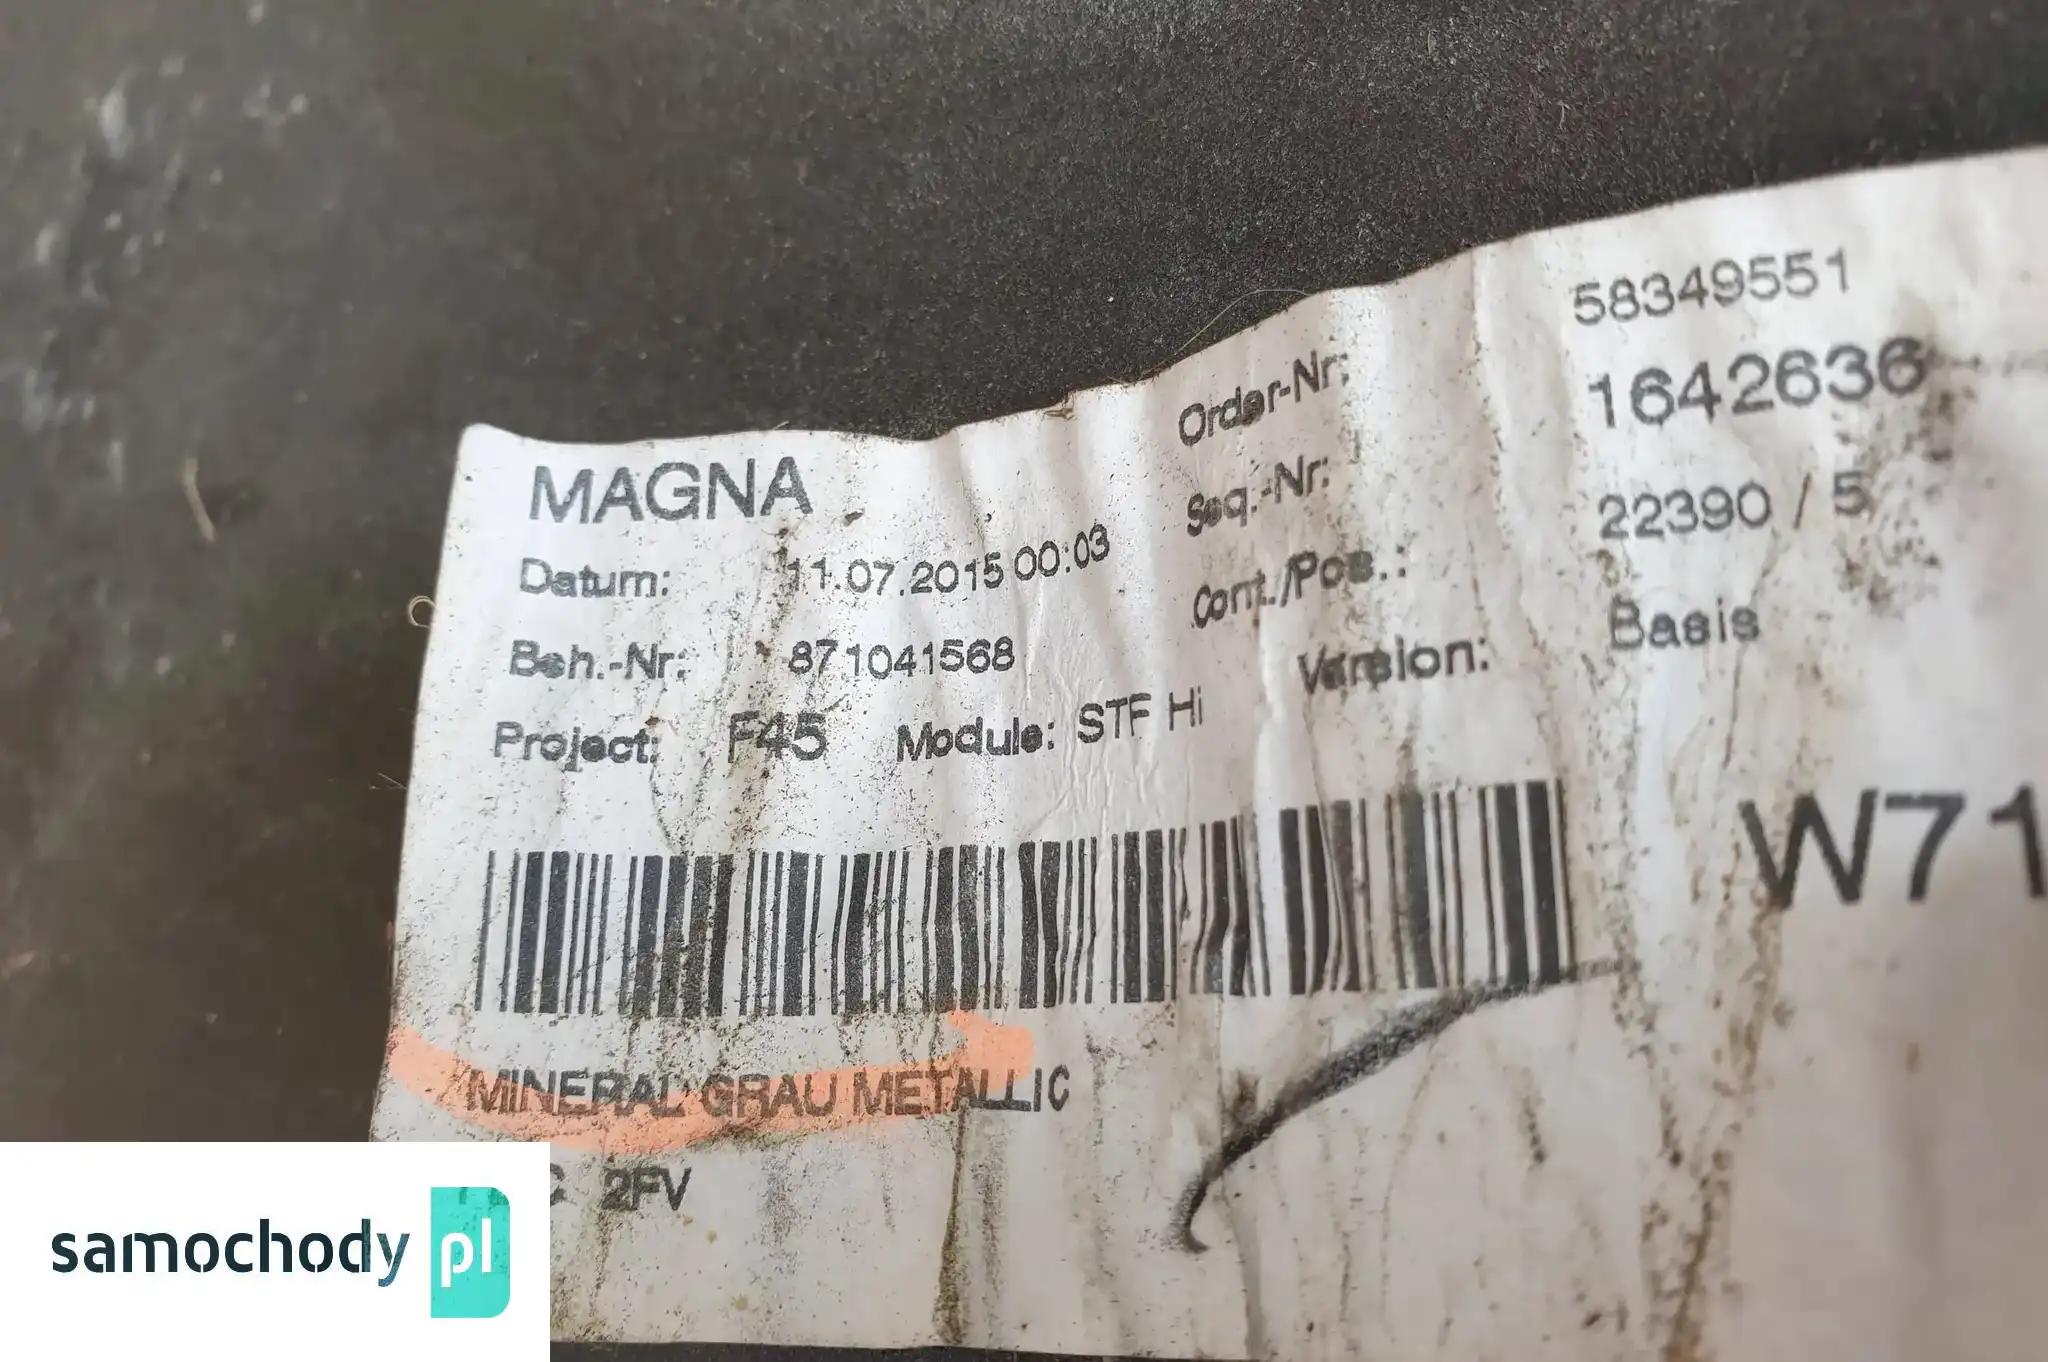 MAGNA
Datum: 11.07.2015 00:03
Beh.-Nr: 871041568
Project: F45 Module: STF Hi
Order-Nr: 58349551
Seq.-Nr: 1642636
Cont./Pos.: 22390 / 5
Version: Basis
W71
MINERAL GRAU METALLIC
2FV
samochody pl